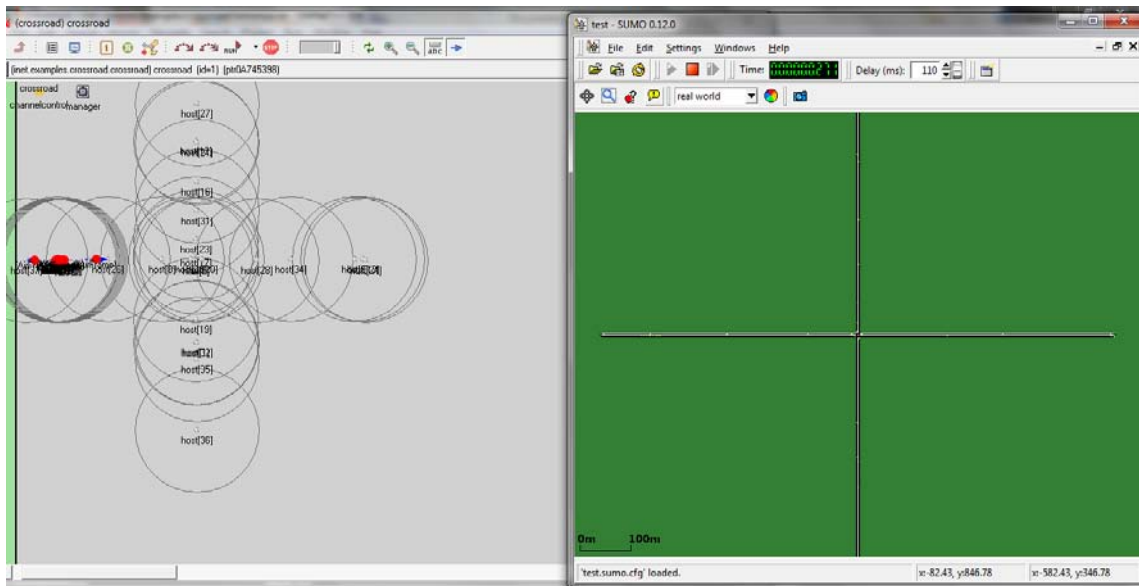 (crossroad) crossroad
(inet.examples.crossroad.crossroad) crossroad (id=1) (ptr0A745398)
crossroad
channelcontrol manager
host[27]
host[16]
host[31]
host[23]
host[26]
host[28]
host[34]
host[19]
host[35]
host[36]
test - SUMO 0.12.0
File Edit Settings Windows Help
Time: Delay (ms): 110
real world
0m 100m
'test.sumo.cfg' loaded.
x:-82.43, y:846.78
x:-582.43, y:346.78